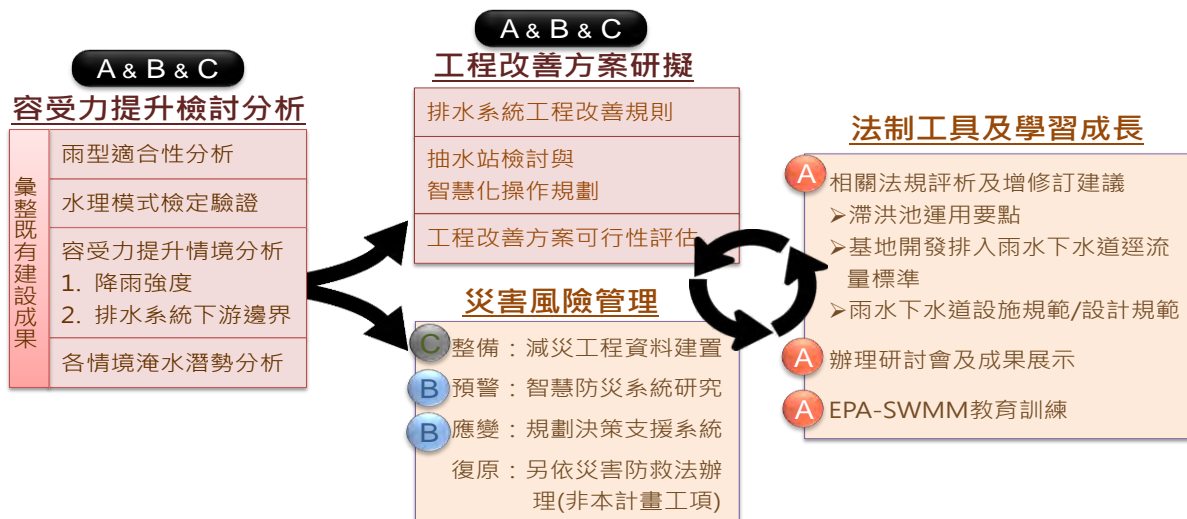 A & B & C
容受力提升檢討分析
彙整既有建設成果
雨型適合性分析
水理模式檢定驗證
容受力提升情境分析
1. 降雨強度
2. 排水系統下游邊界
各情境淹水潛勢分析
A & B & C
工程改善方案研擬
排水系統工程改善規則
抽水站檢討與
智慧化操作規劃
工程改善方案可行性評估
災害風險管理
C 整備：減災工程資料建置
B 預警：智慧防災系統研究
B 應變：規劃決策支援系統
復原：另依災害防救法辦
理(非本計畫工項)
法制工具及學習成長
A 相關法規評析及增修訂建議
➢滯洪池運用要點
➢基地開發排入雨水下水道逕流
量標準
➢雨水下水道設施規範/設計規範
A 辦理研討會及成果展示
A EPA-SWMM教育訓練